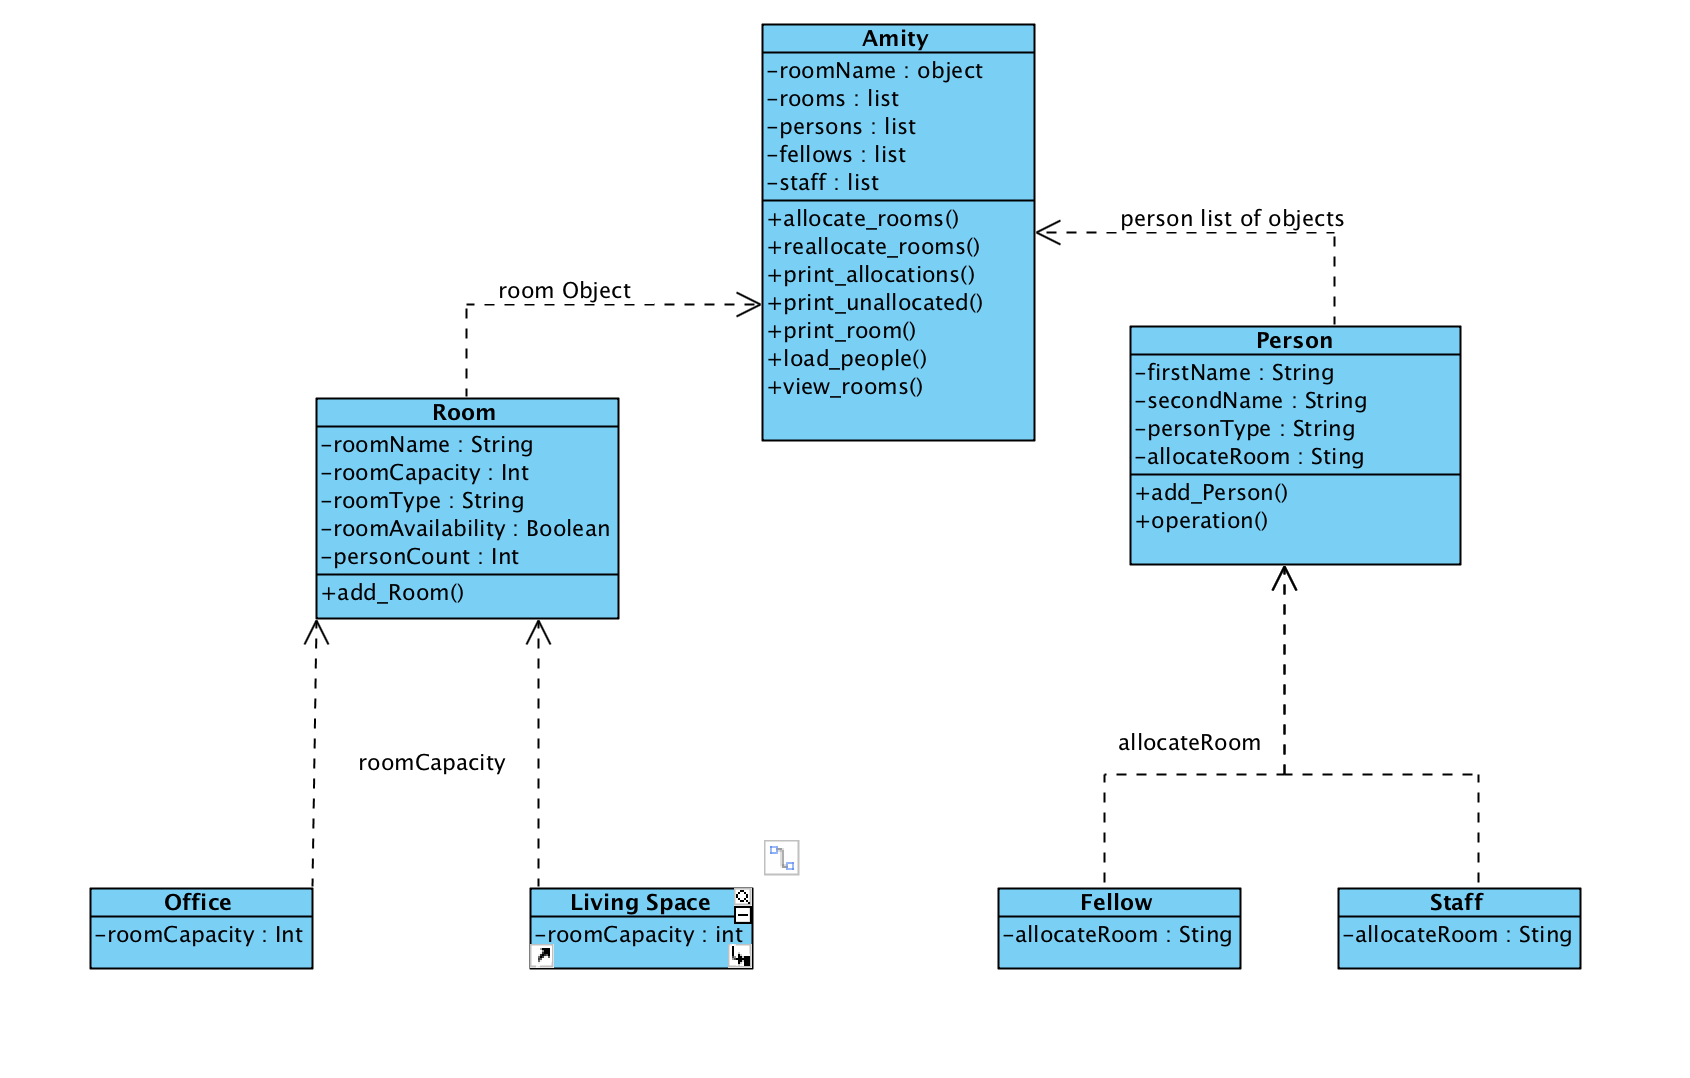 Amity
-roomName : object
-rooms : list
-persons : list
-fellows : list
-staff : list
+allocate_rooms()
+reallocate_rooms()
+print_allocations()
+print_unallocated()
+print_room()
+load_people()
+view_rooms()
person list of objects
room Object
Person
-firstName : String
-secondName : String
-personType : String
-allocateRoom : Sting
+add_Person()
+operation()
Room
-roomName : String
-roomCapacity : Int
-roomType : String
-roomAvailability : Boolean
-personCount : Int
+add_Room()
allocateRoom
roomCapacity
Office
-roomCapacity : Int
Living Space
-roomCapacity : int
Fellow
-allocateRoom : Sting
Staff
-allocateRoom : Sting